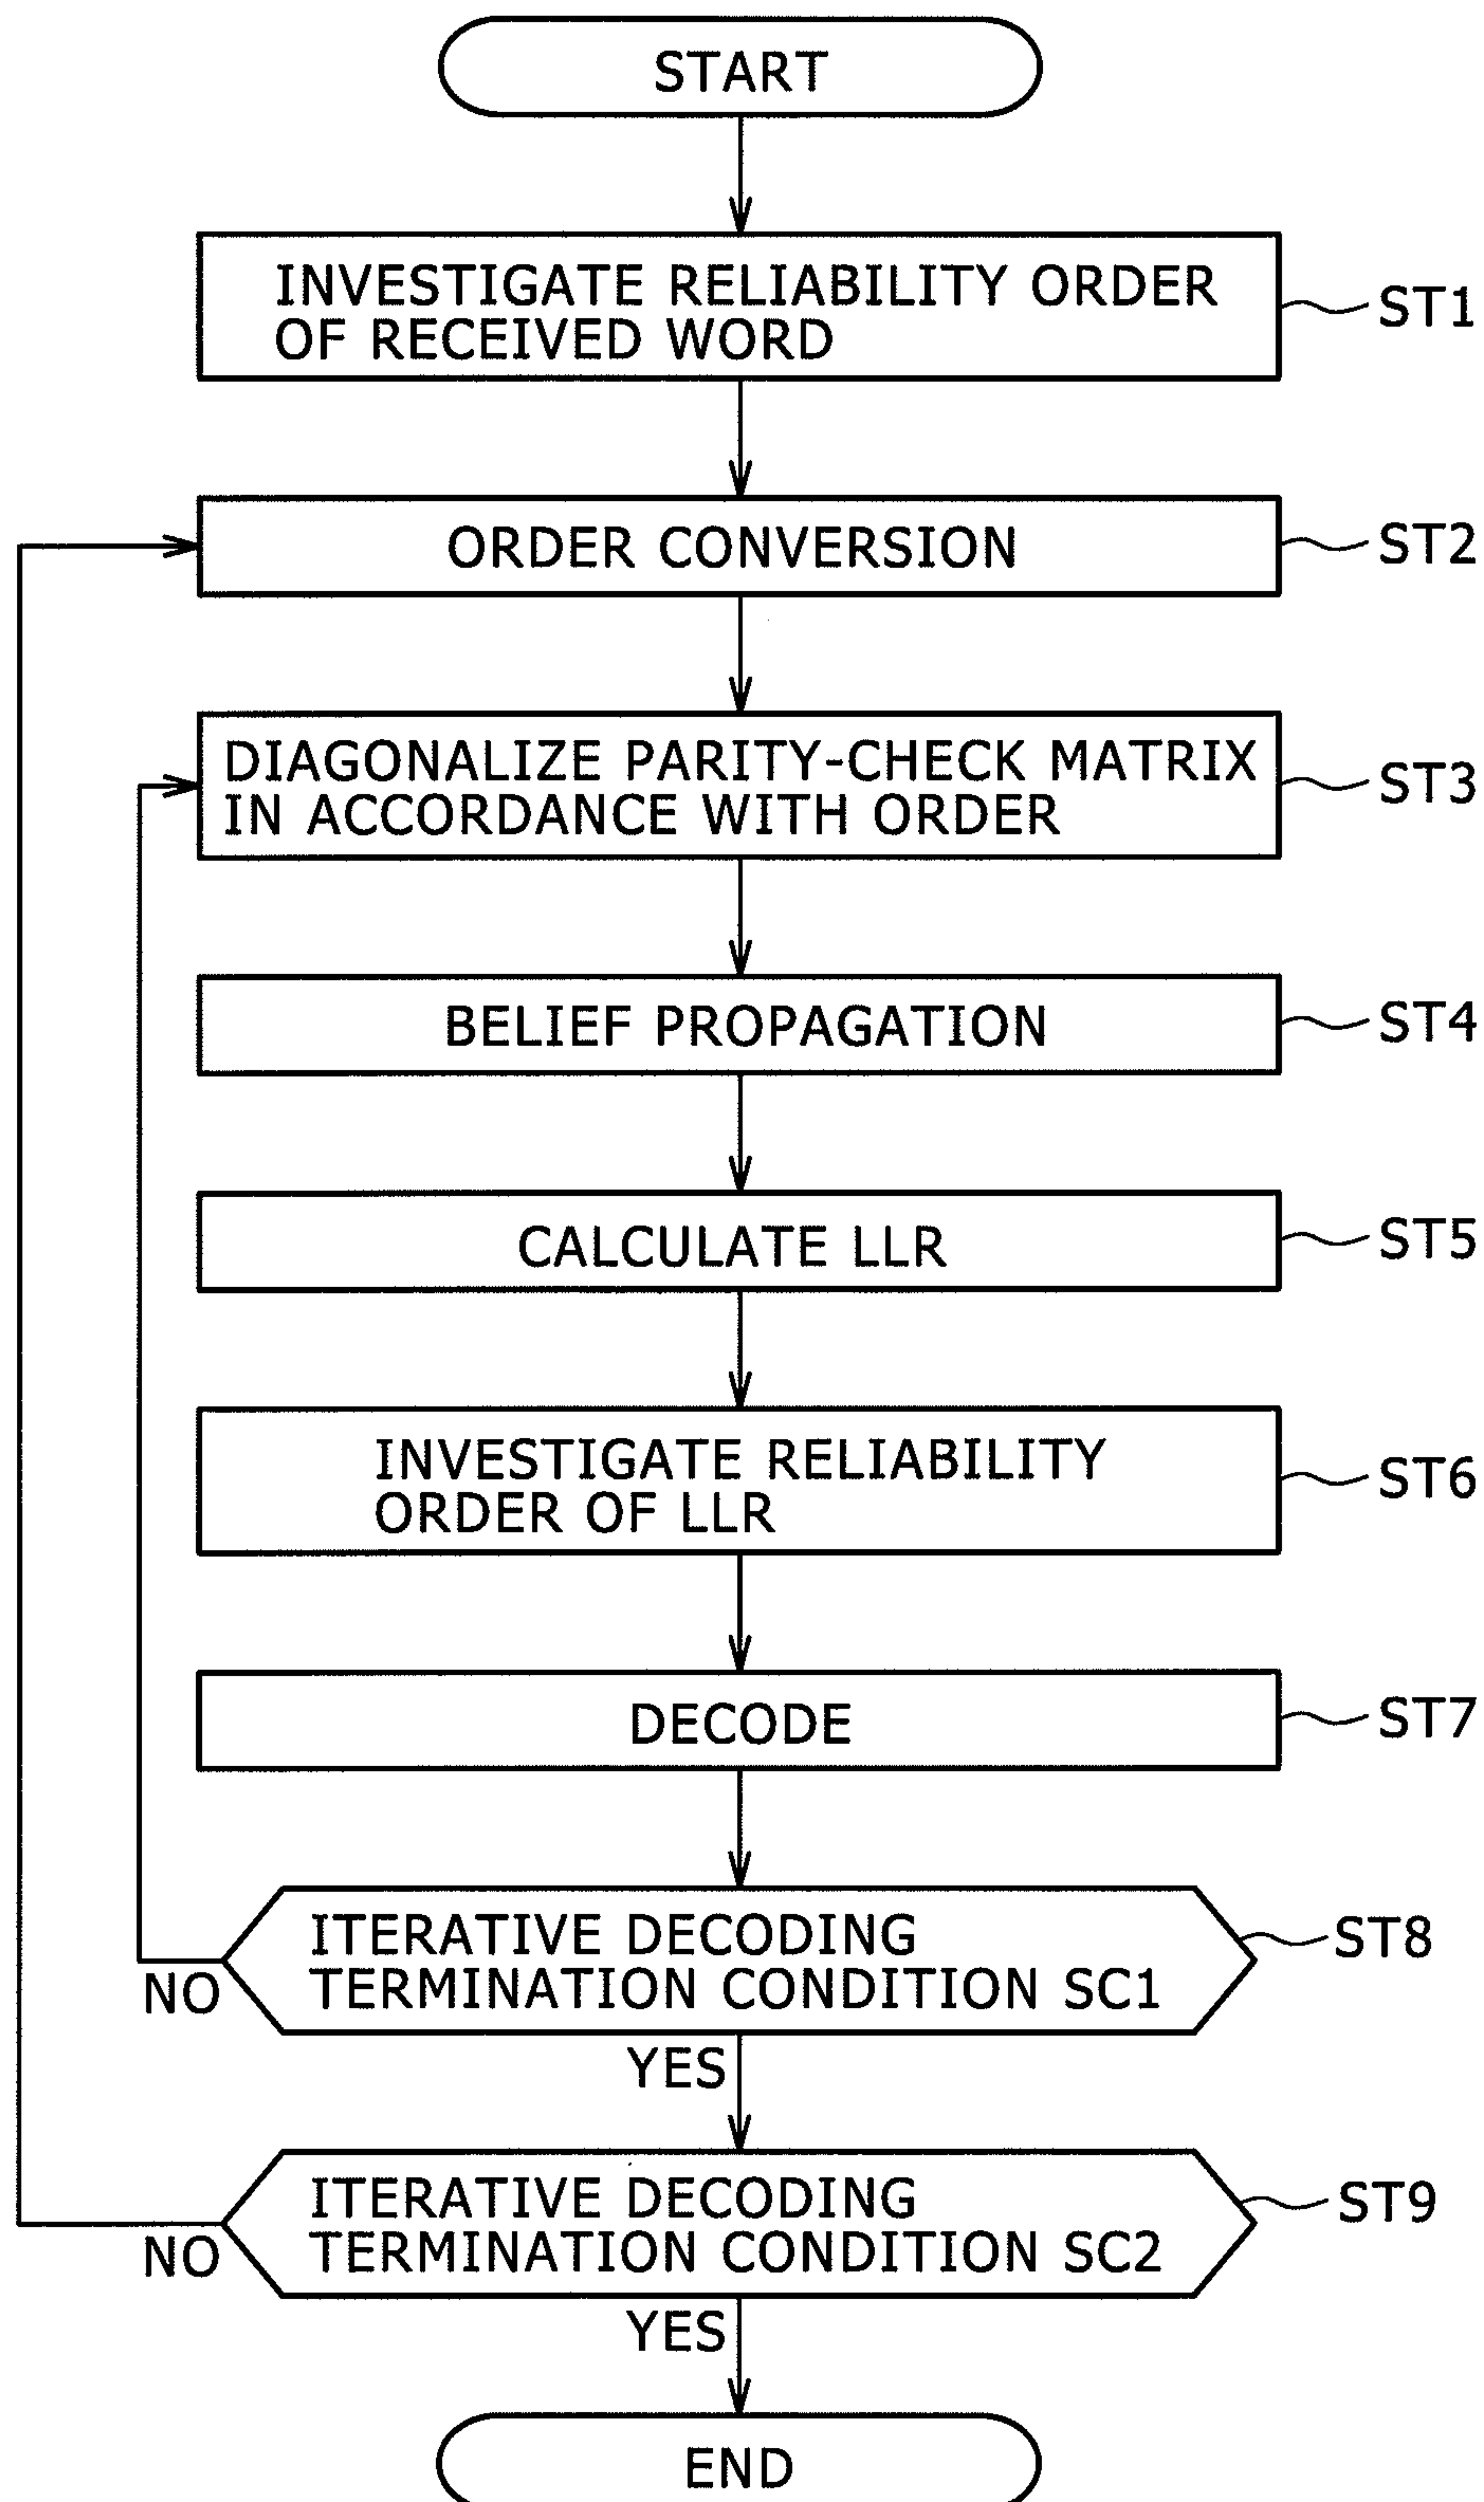 START
INVESTIGATE RELIABILITY ORDER
OF RECEIVED WORD
ST1
ORDER CONVERSION
ST2
DIAGONALIZE PARITY-CHECK MATRIX
IN ACCORDANCE WITH ORDER
ST3
BELIEF PROPAGATION
ST4
CALCULATE LLR
ST5
INVESTIGATE RELIABILITY
ORDER OF LLR
ST6
DECODE
ST7
ITERATIVE DECODING
TERMINATION CONDITION SC1
ST8
NO
YES
ITERATIVE DECODING
TERMINATION CONDITION SC2
ST9
NO
YES
END